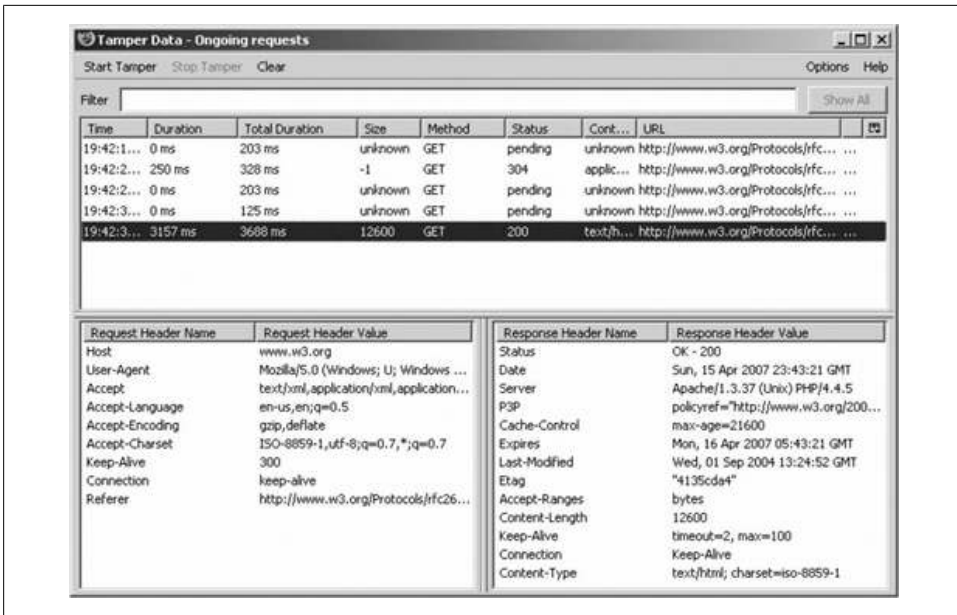 Tamper Data - Ongoing requests
Start Tamper Stop Tamper Clear Options Help
Filter Show All
Time Duration Total Duration Size Method Status Cont... URL
19:42:1... 0 ms 203 ms unknown GET pending unknown http://www.w3.org/Protocols/rfc... ...
19:42:2... 250 ms 328 ms -1 GET 304 applic... http://www.w3.org/Protocols/rfc... ...
19:42:2... 0 ms 203 ms unknown GET pending unknown http://www.w3.org/Protocols/rfc... ...
19:42:3... 0 ms 125 ms unknown GET pending unknown http://www.w3.org/Protocols/rfc... ...
19:42:3... 3157 ms 3688 ms 12600 GET 200 text/h... http://www.w3.org/Protocols/rfc... ...
Request Header Name Request Header Value
Host www.w3.org
User-Agent Mozilla/5.0 (Windows; U; Windows ...
Accept text/xml,application/xml,application...
Accept-Language en-us,en;q=0.5
Accept-Encoding gzip,deflate
Accept-Charset ISO-8859-1,utf-8;q=0.7,*;q=0.7
Keep-Alive 300
Connection keep-alive
Referer http://www.w3.org/Protocols/rfc26...
Response Header Name Response Header Value
Status OK - 200
Date Sun, 15 Apr 2007 23:43:21 GMT
Server Apache/1.3.37 (Unix) PHP/4.4.5
P3P policyref="http://www.w3.org/200...
Cache-Control max-age=21600
Expires Mon, 16 Apr 2007 05:43:21 GMT
Last-Modified Wed, 01 Sep 2004 13:24:52 GMT
Etag "4135cda4"
Accept-Ranges bytes
Content-Length 12600
Keep-Alive timeout=2, max=100
Connection Keep-Alive
Content-Type text/html; charset=iso-8859-1